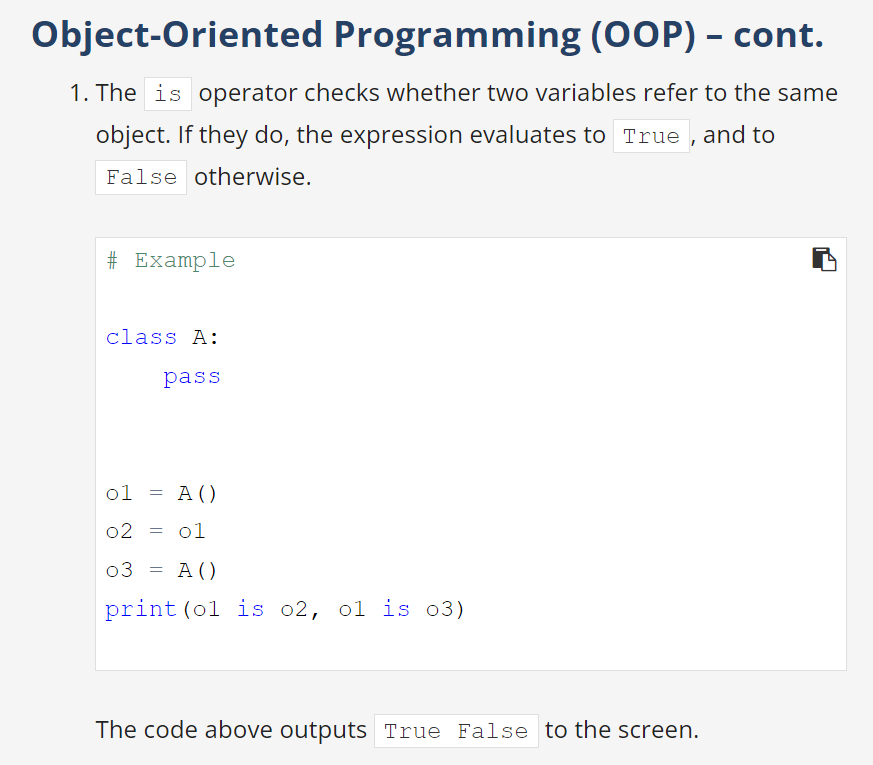 Object-Oriented Programming (OOP) – cont.
1. The is operator checks whether two variables refer to the same
object. If they do, the expression evaluates to True, and to
False otherwise.
# Example
class A:
    pass
o1 = A()
o2 = o1
o3 = A()
print(o1 is o2, o1 is o3)
The code above outputs True False to the screen.